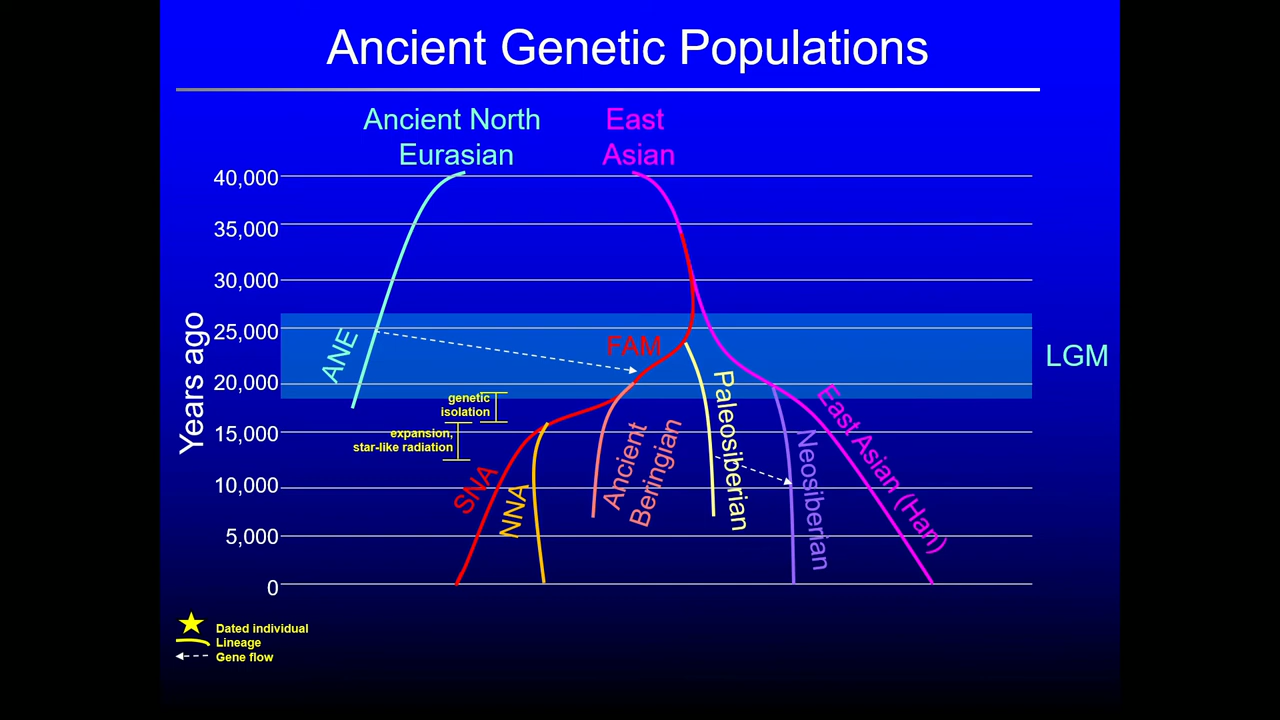 Ancient Genetic Populations
Ancient North
Eurasian
East
Asian
Years ago
40,000
35,000
30,000
25,000
20,000
15,000
10,000
5,000
0
LGM
ANE
FAM
genetic
isolation
expansion,
star-like radiation
SNA
NNA
Ancient
Beringian
Paleosiberian
Neosiberian
East Asian (Han)
Dated individual
Lineage
Gene flow